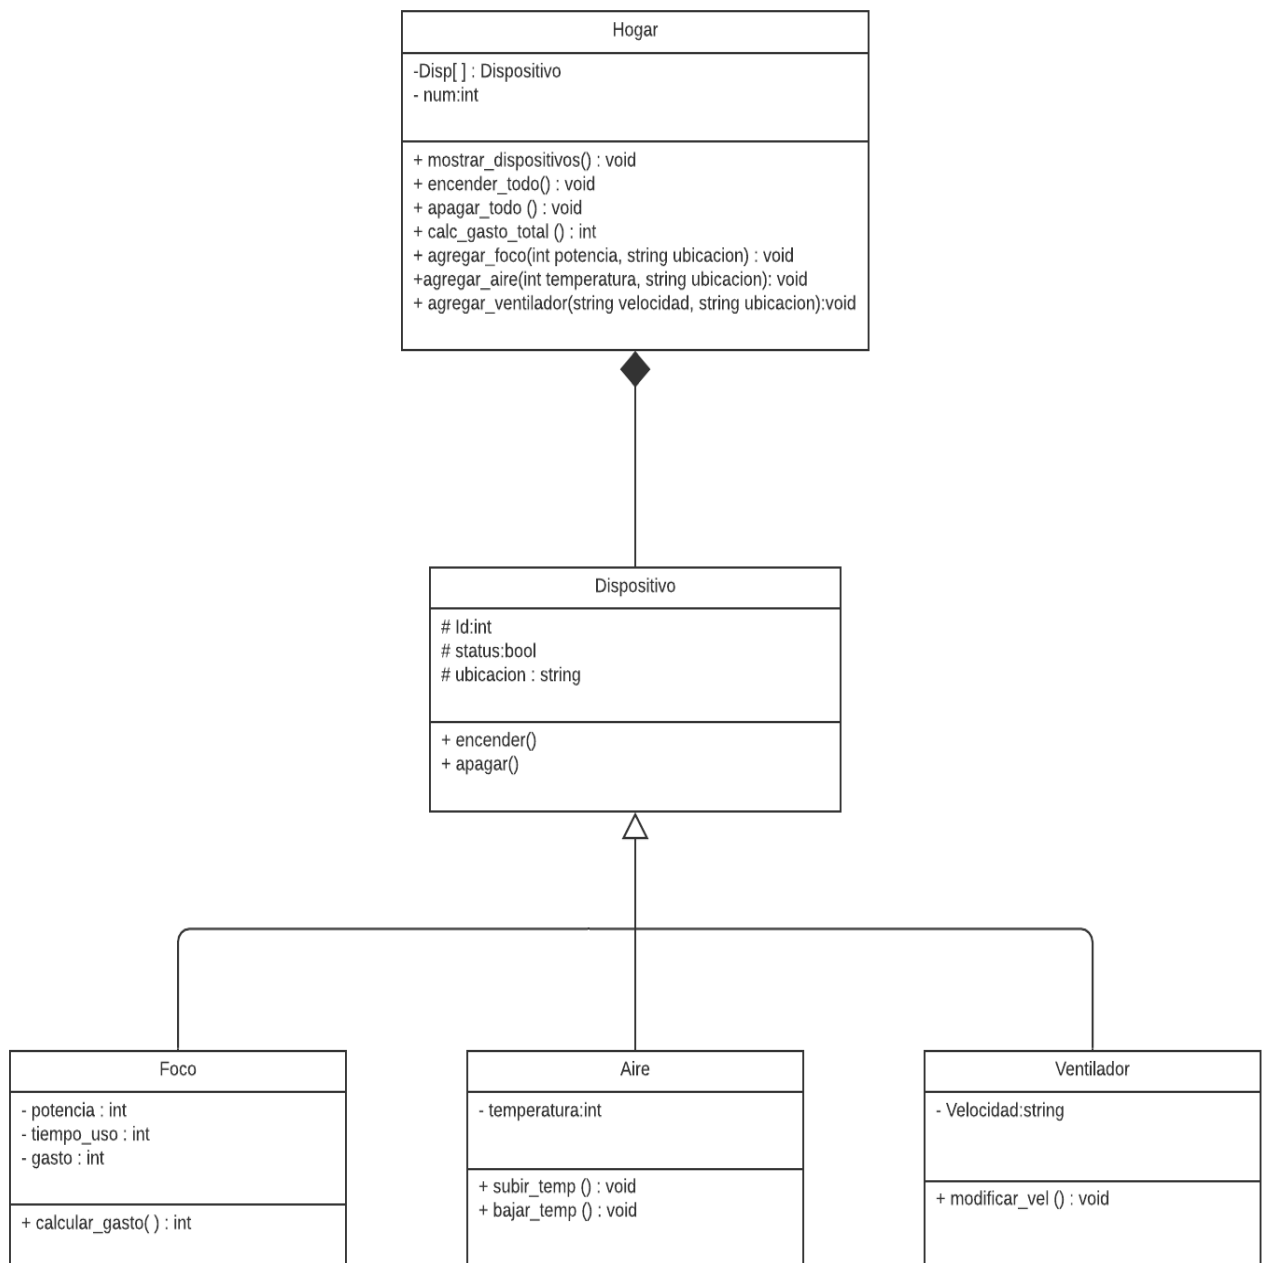 Hogar
-Disp[ ] : Dispositivo
- num:int
+ mostrar_dispositivos() : void
+ encender_todo() : void
+ apagar_todo () : void
+ calc_gasto_total () : int
+ agregar_foco(int potencia, string ubicacion) : void
+agregar_aire(int temperatura, string ubicacion): void
+ agregar_ventilador(string velocidad, string ubicacion):void
Dispositivo
# Id:int
# status:bool
# ubicacion : string
+ encender()
+ apagar()
Foco
- potencia : int
- tiempo_uso : int
- gasto : int
+ calcular_gasto( ) : int
Aire
- temperatura:int
+ subir_temp () : void
+ bajar_temp () : void
Ventilador
- Velocidad:string
+ modificar_vel () : void